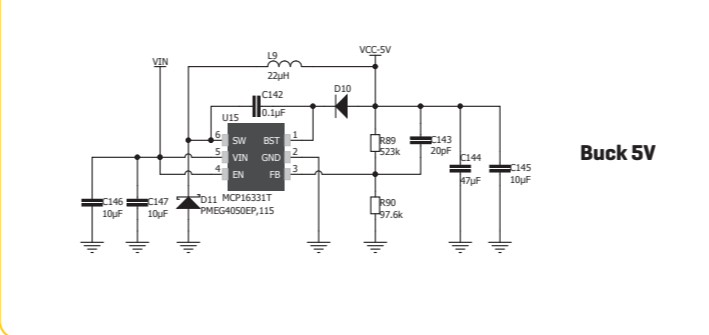 VIN
L9
22µH
VCC-5V
C142
0.1µF
D10
U15
6 SW BST 1
5 VIN GND 2
4 EN FB 3
MCP16331T
R89
523k
C143
20pF
C144
47µF
C145
10µF
Buck 5V
C146
10µF
C147
10µF
D11
PMEG4050EP,115
R90
97.6k